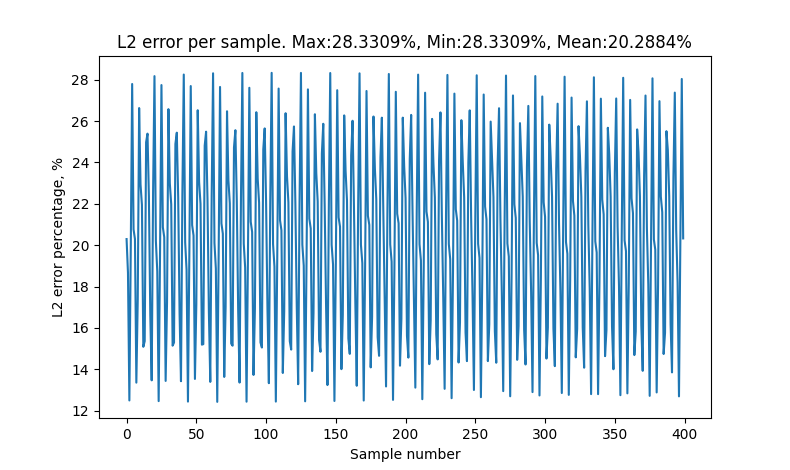 L2 error per sample. Max:28.3309%, Min:28.3309%, Mean:20.2884%
28
26
24
22
20
18
16
14
12
L2 error percentage, %
0 50 100 150 200 250 300 350 400
Sample number